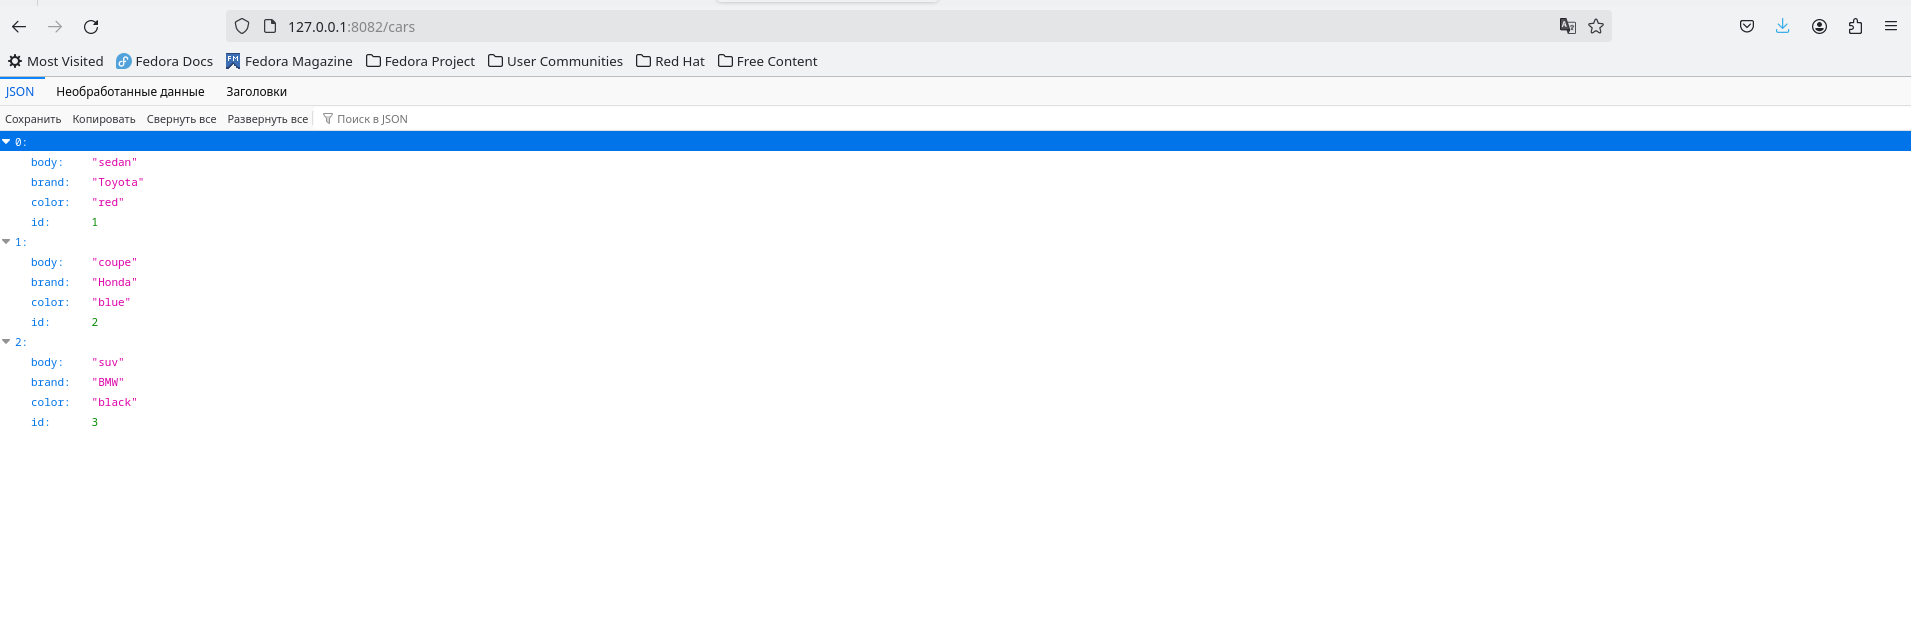 127.0.0.1:8082/cars
Most Visited Fedora Docs FM Fedora Magazine Fedora Project User Communities Red Hat Free Content
JSON Необработанные данные Заголовки
Сохранить Копировать Свернуть все Развернуть все Поиск в JSON
0:
body: "sedan"
brand: "Toyota"
color: "red"
id: 1
1:
body: "coupe"
brand: "Honda"
color: "blue"
id: 2
2:
body: "suv"
brand: "BMW"
color: "black"
id: 3